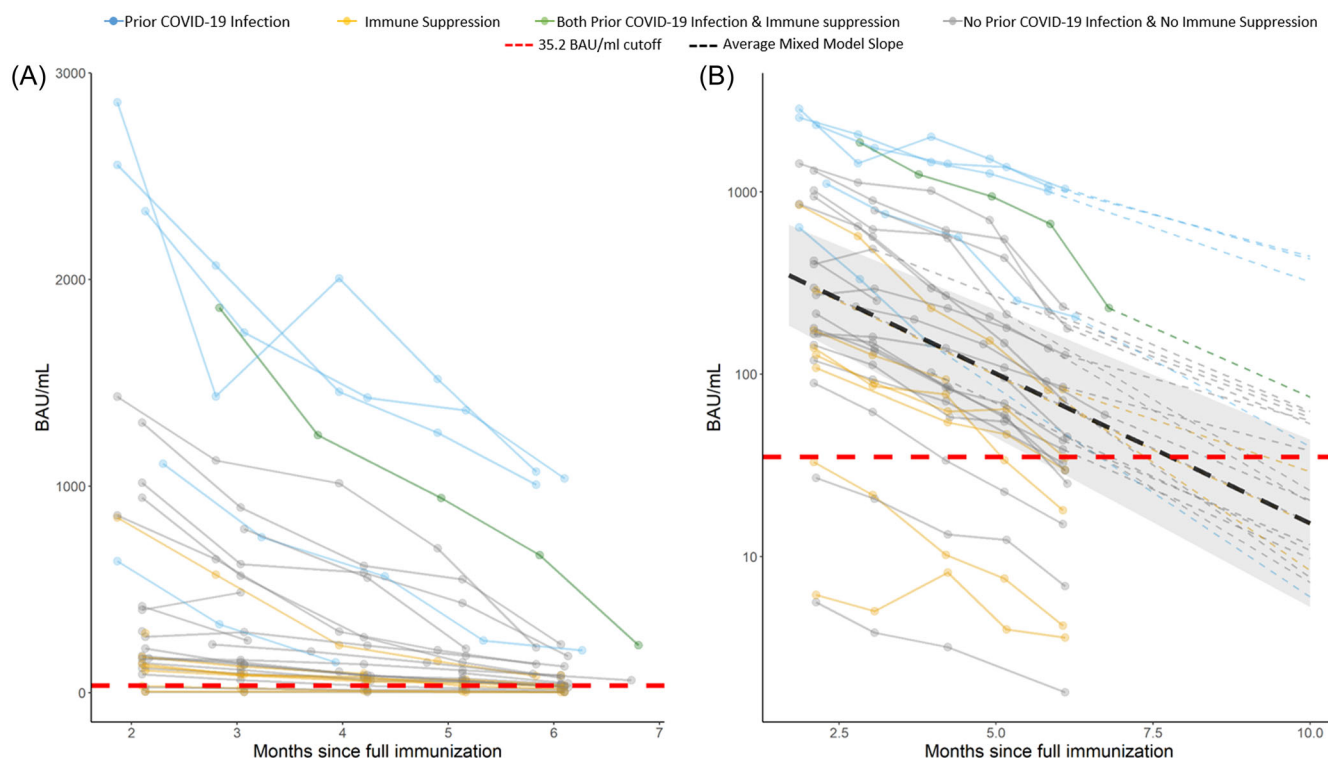 Prior COVID-19 Infection Immune Suppression Both Prior COVID-19 Infection & Immune suppression No Prior COVID-19 Infection & No Immune Suppression
35.2 BAU/ml cutoff Average Mixed Model Slope
(A)
3000
2000
1000
0
BAU/mL
2 3 4 5 6 7
Months since full immunization
(B)
1000
100
10
BAU/mL
2.5 5.0 7.5 10.0
Months since full immunization